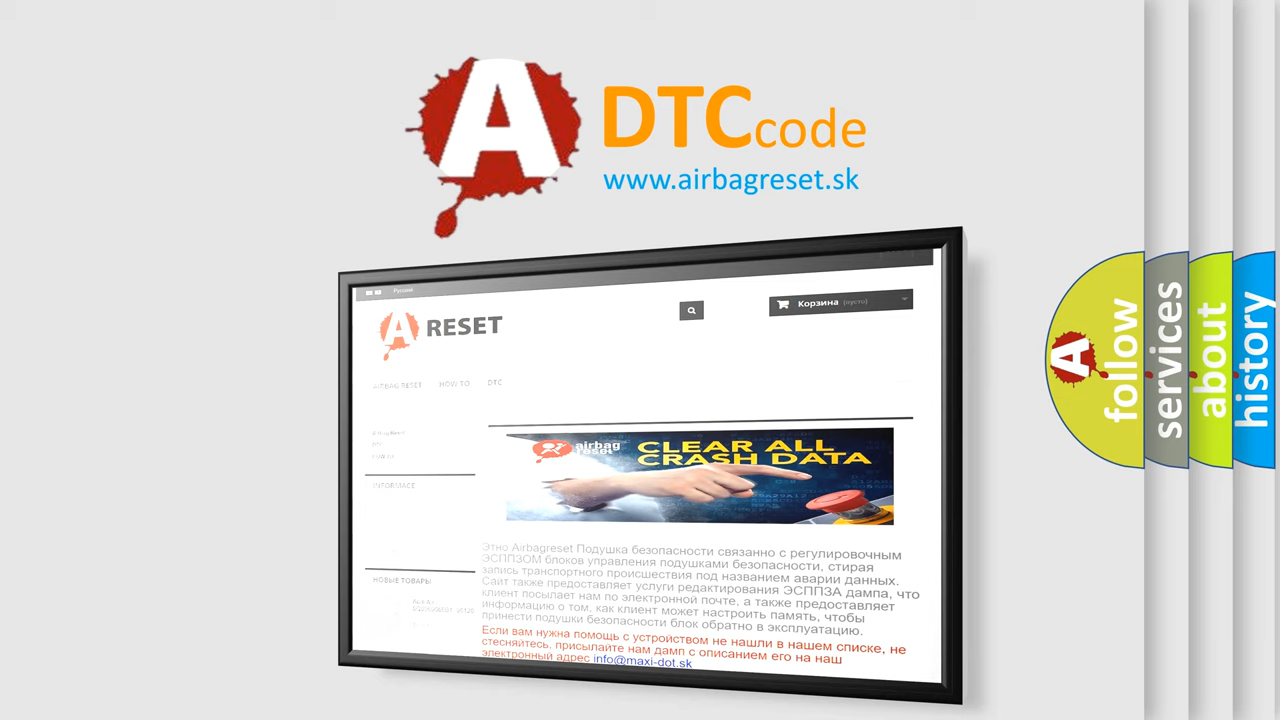 A DTCcode
www.airbagreset.sk
Русский
A RESET
Корзина (пусто)
AIRBAG RESET HOW TO DTC
airbag reset
CLEAR ALL
CRASH DATA
Airbag Reset
DTC
INFORMACE
Этно Airbagreset Подушка безопасности связанно с регулировочным
ЭСППЗОМ блоков управления подушками безопасности, стирая
запись транспортного происшествия под названием аварии данных.
Сайт также предоставляет услуги редактирования ЭСППЗА дампа, что
клиент посылает нам по электронной почте, а также предоставляет
информацию о том, как клиент может настроить память, чтобы
принести подушки безопасности блок обратно в эксплуатацию.
Если вам нужна помощь с устройством не нашли в нашем списке, не
стесняйтесь, присылайте нам дамп с описанием его на наш
электронный адрес info@maxi-dot.sk
НОВЫЕ ТОВАРЫ
A follow
services
about
history